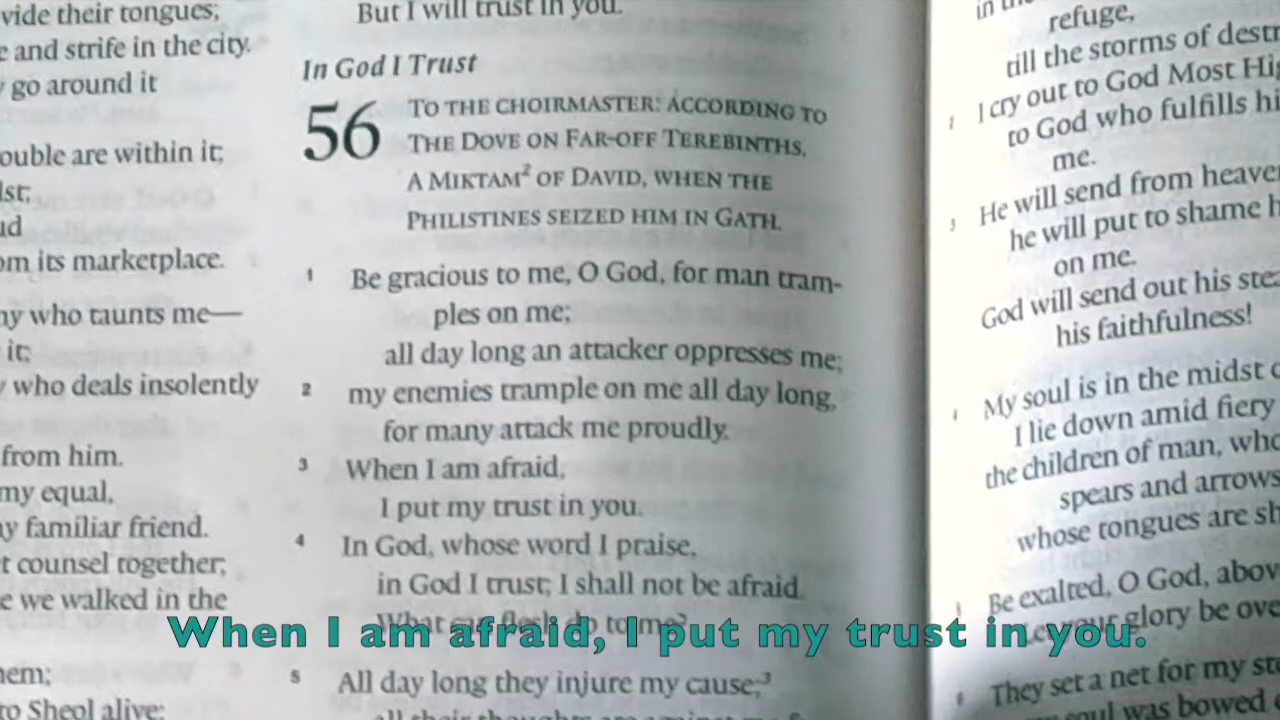 vide their tongues;
and strife in the city.
go around it
ouble are within it;
om its marketplace.
who taunts me—
it;
who deals insolently
from him.
my equal,
familiar friend.
counsel together;
we walked in the
to Sheol alive;
But I will trust in you.
In God I Trust
56 TO THE CHOIRMASTER: ACCORDING TO
THE DOVE ON FAR-OFF TEREBINTHS.
A MIKTAM² OF DAVID, WHEN THE
PHILISTINES SEIZED HIM IN GATH.
1 Be gracious to me, O God, for man tram-
ples on me;
all day long an attacker oppresses me;
2 my enemies trample on me all day long,
for many attack me proudly.
3 When I am afraid,
I put my trust in you.
4 In God, whose word I praise,
in God I trust; I shall not be afraid.
What can flesh do to me?
5 All day long they injure my cause;³
all their thoughts are against me f
refuge,
till the storms of destr
I cry out to God Most Hig
to God who fulfills hi
me.
3 He will send from heaven
he will put to shame h
on me.
God will send out his stea
his faithfulness!
4 My soul is in the midst o
I lie down amid fiery
the children of man, who
spears and arrows
whose tongues are sh
5 Be exalted, O God, abov
Let your glory be ove
6 They set a net for my ste
soul was bowed
When I am afraid, I put my trust in you.